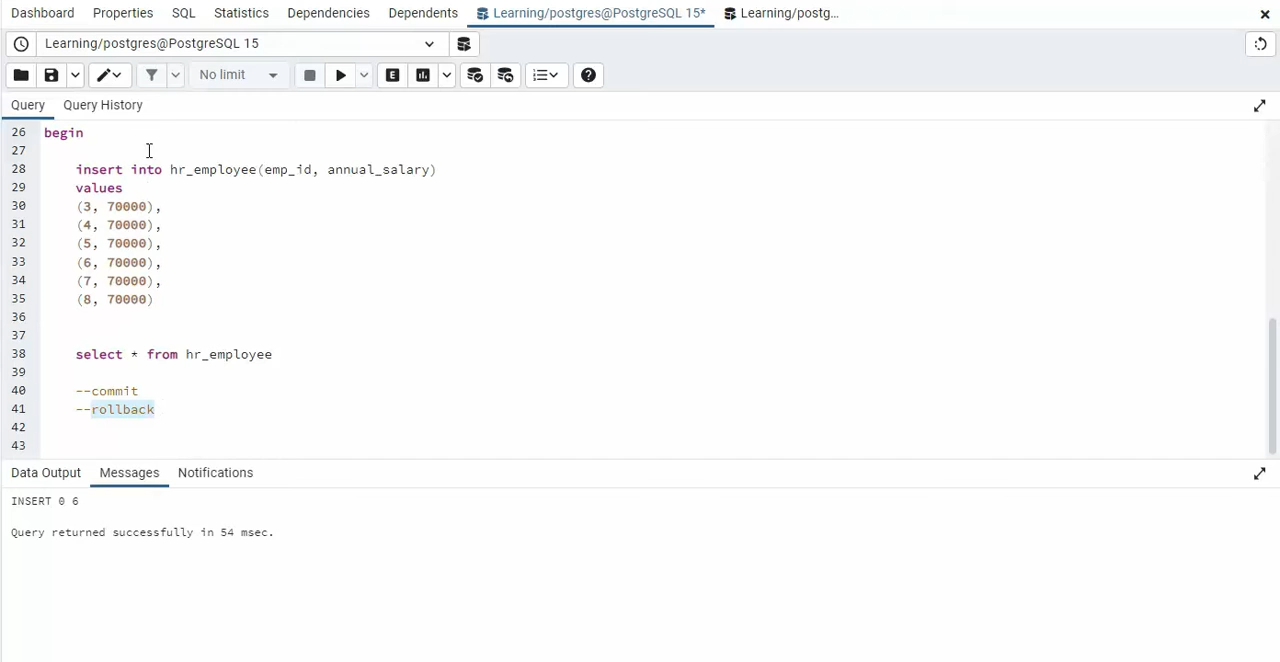 Dashboard Properties SQL Statistics Dependencies Dependents Learning/postgres@PostgreSQL 15* Learning/postg...
Learning/postgres@PostgreSQL 15
No limit E
Query Query History
26 begin
27
28 insert into hr_employee(emp_id, annual_salary)
29 values
30 (3, 70000),
31 (4, 70000),
32 (5, 70000),
33 (6, 70000),
34 (7, 70000),
35 (8, 70000)
36
37
38 select * from hr_employee
39
40 --commit
41 --rollback
42
43
Data Output Messages Notifications
INSERT 0 6
Query returned successfully in 54 msec.